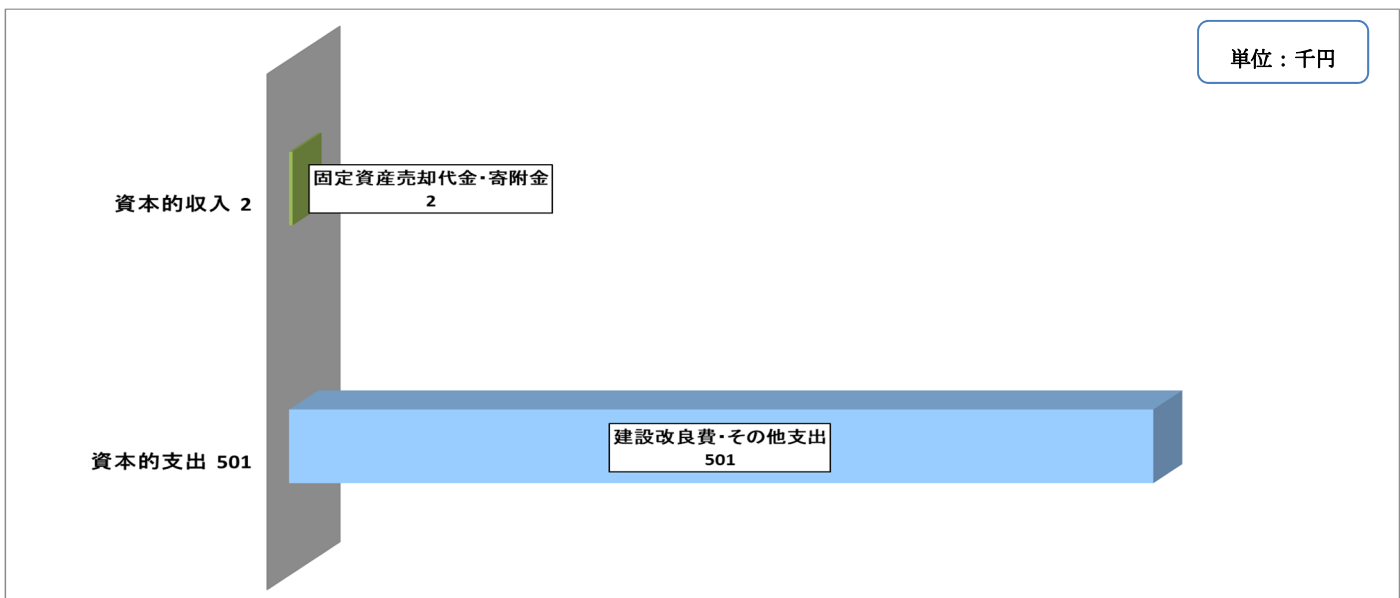 単位：千円
資本的収入 2
固定資産売却代金・寄附金
2
資本的支出 501
建設改良費・その他支出
501